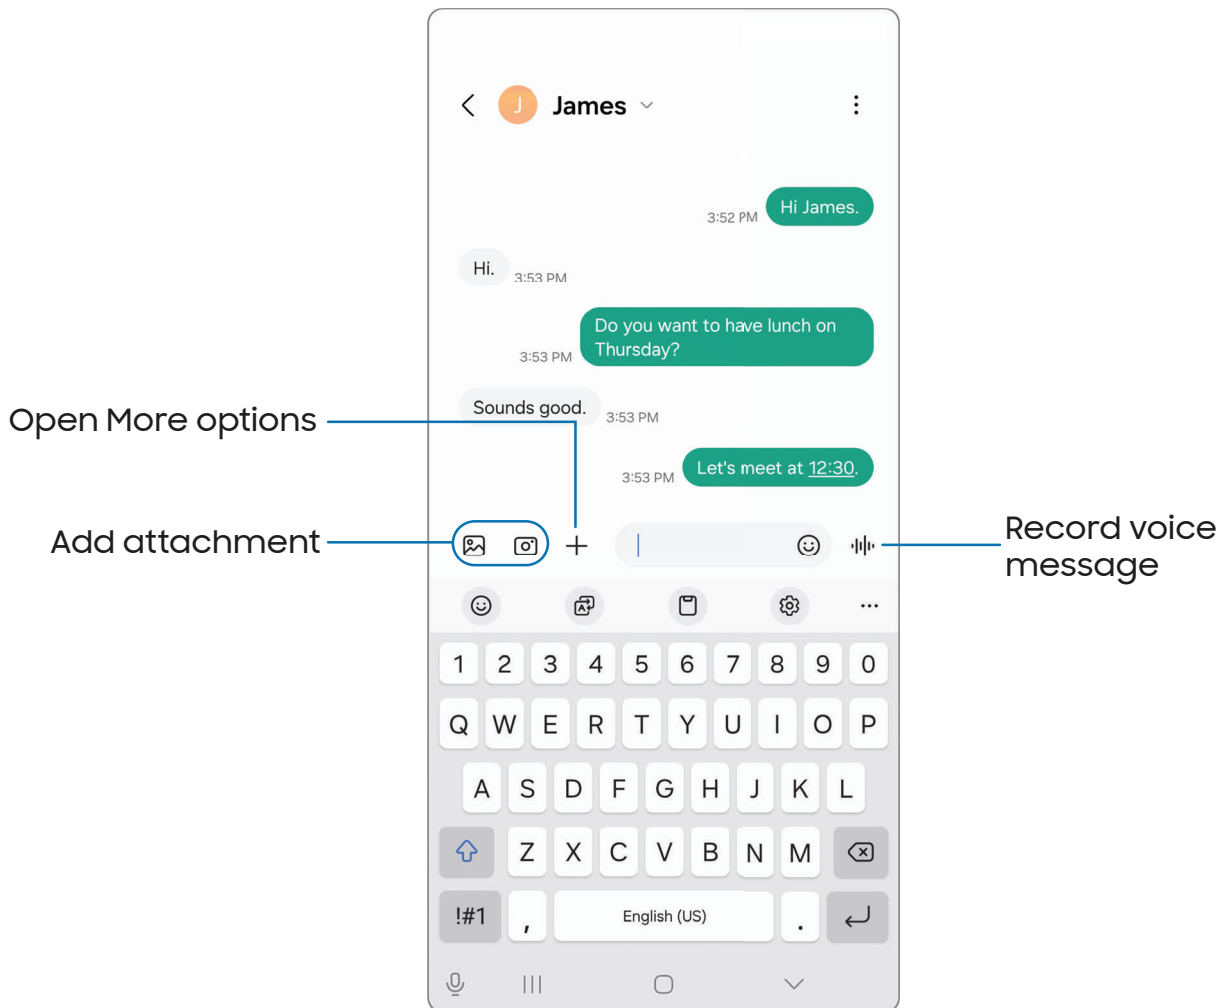 J James
Hi James.
3:52 PM
Hi.
3:53 PM
Do you want to have lunch on
Thursday?
3:53 PM
Sounds good.
3:53 PM
Open More options
Let's meet at 12:30.
3:53 PM
Add attachment
Record voice
message
1 2 3 4 5 6 7 8 9 0
Q W E R T Y U I O P
A S D F G H J K L
Z X C V B N M
!#1 , English (US) .